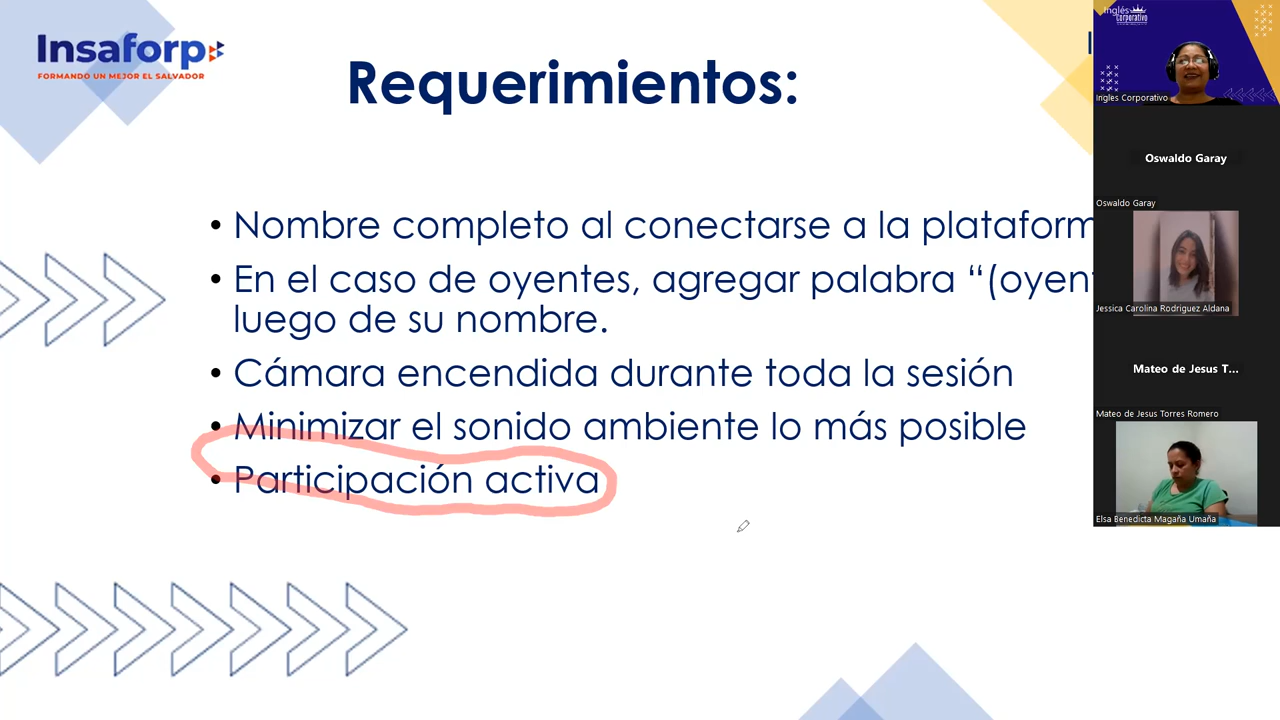 Insaforp
FORMANDO UN MEJOR EL SALVADOR
Requerimientos:
• Nombre completo al conectarse a la plataform
• En el caso de oyentes, agregar palabra “(oyent
luego de su nombre.
• Cámara encendida durante toda la sesión
• Minimizar el sonido ambiente lo más posible
• Participación activa
Inglés
Corporativo
Ingles Corporativo
Oswaldo Garay
Oswaldo Garay
Jessica Carolina Rodriguez Aldana
Mateo de Jesus T...
Mateo de Jesus Torres Romero
Elsa Benedicta Magaña Umaña